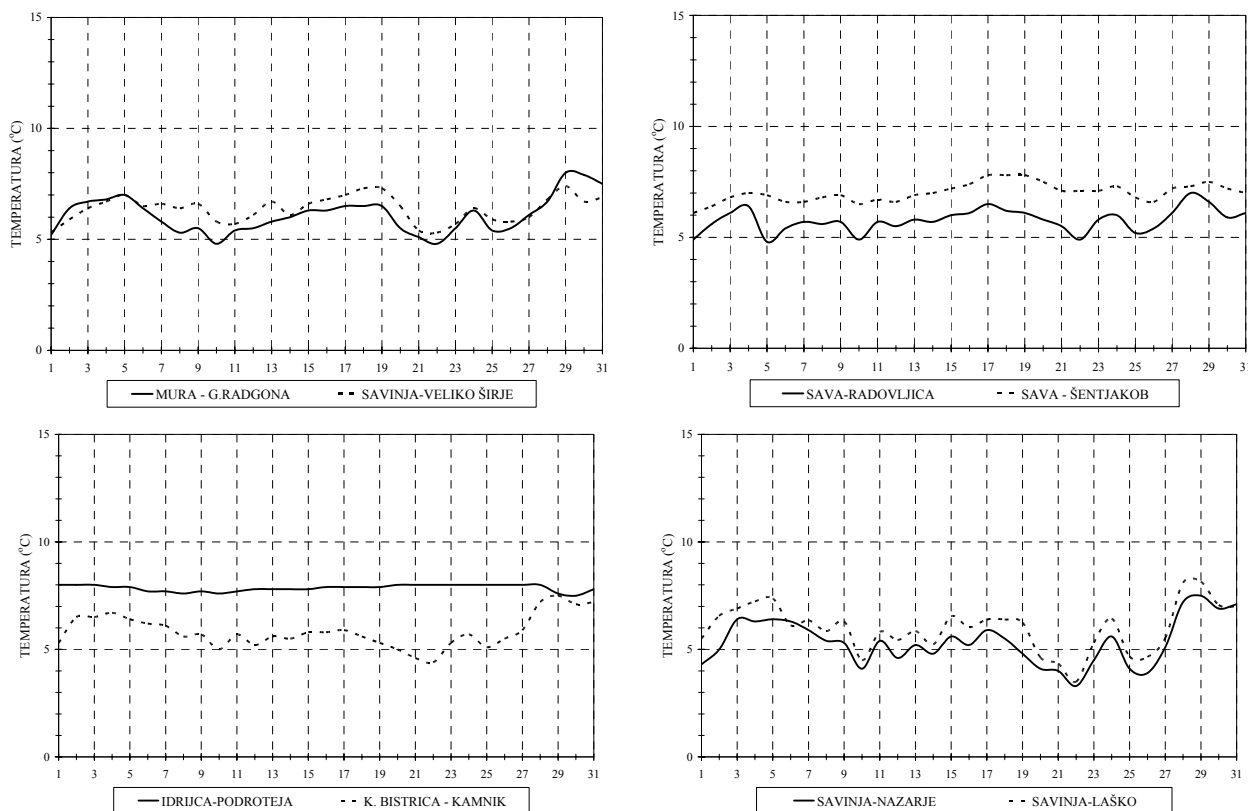 15
10
5
0
TEMPERATURA (°C)
1 3 5 7 9 11 13 15 17 19 21 23 25 27 29 31
MURA - G.RADGONA SAVINJA-VELIKO ŠIRJE
15
10
5
0
TEMPERATURA (°C)
1 3 5 7 9 11 13 15 17 19 21 23 25 27 29 31
SAVA-RADOVLJICA SAVA - ŠENTJAKOB
15
10
5
0
TEMPERATURA (°C)
1 3 5 7 9 11 13 15 17 19 21 23 25 27 29 31
IDRIJCA-PODROTEJA K. BISTRICA - KAMNIK
15
10
5
0
TEMPERATURA (°C)
1 3 5 7 9 11 13 15 17 19 21 23 25 27 29 31
SAVINJA-NAZARJE SAVINJA-LAŠKO